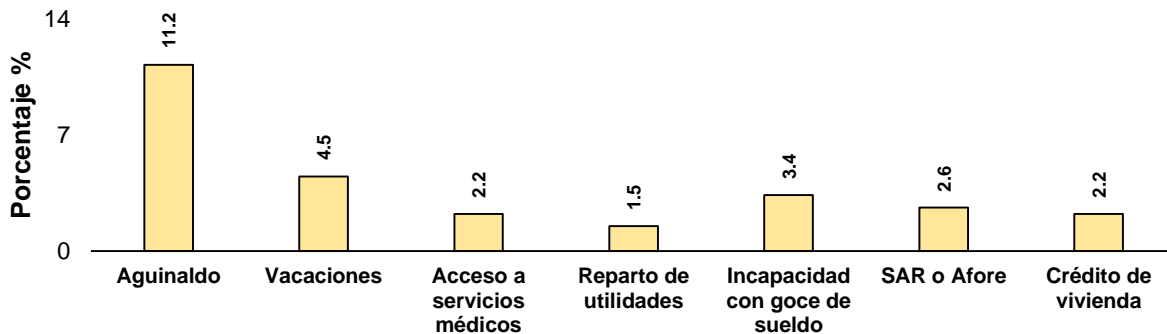 Porcentaje %
14
7
0
11.2
4.5
2.2
1.5
3.4
2.6
2.2
Aguinaldo
Vacaciones
Acceso a
servicios
médicos
Reparto de
utilidades
Incapacidad
con goce de
sueldo
SAR o Afore
Crédito de
vivienda